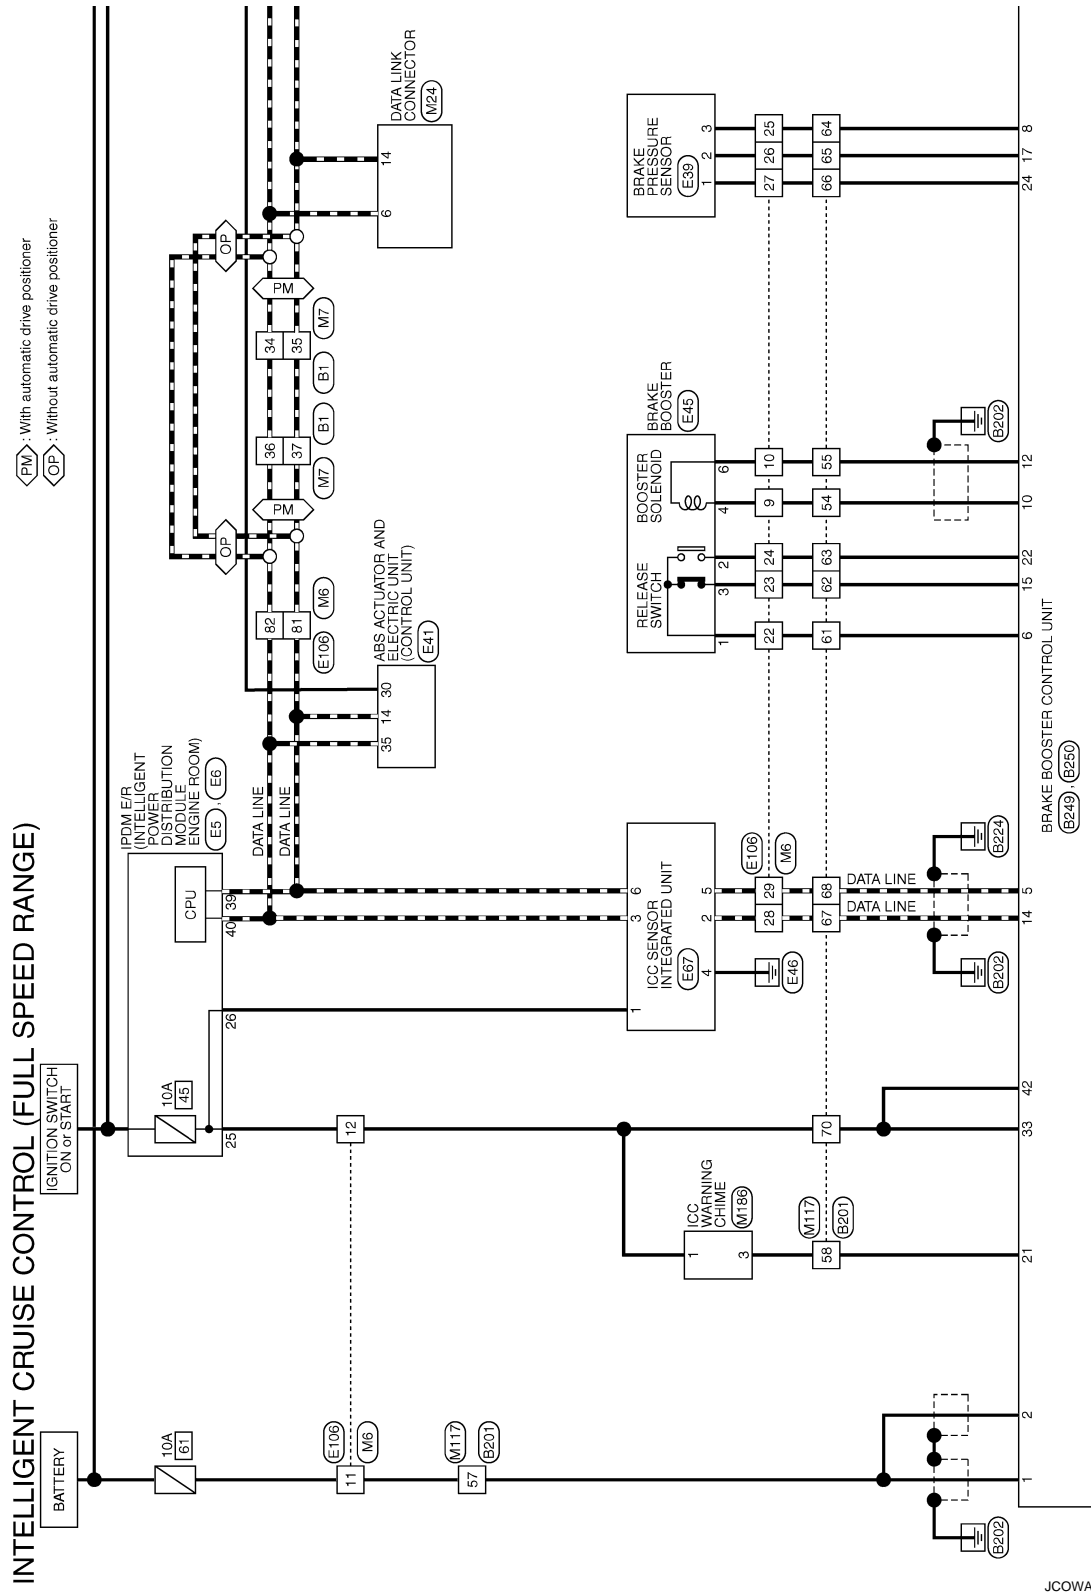 INTELLIGENT CRUISE CONTROL (FULL SPEED RANGE)
PM : With automatic drive positioner
OP : Without automatic drive positioner
BATTERY
IGNITION SWITCH
ON or START
10A
61
10A
45
IPDM E/R
(INTELLIGENT
POWER
DISTRIBUTION
MODULE
ENGINE ROOM)
E5 , E6
CPU
25
26
40
39
DATA LINE
DATA LINE
OP
OP
82
81
E106
M6
PM
36
37
M7
B1
34
35
B1
M7
PM
35
14
30
ABS ACTUATOR AND
ELECTRIC UNIT
(CONTROL UNIT)
E41
6
14
DATA LINK
CONNECTOR
M24
11
E106
M6
12
57
M117
B201
1
3
ICC
WARNING
CHIME
M186
58
M117
B201
70
1
3
6
ICC SENSOR
INTEGRATED UNIT
E67
4
2
5
E46
28
29
E106
M6
67
68
DATA LINE
DATA LINE
RELEASE
SWITCH
BOOSTER
SOLENOID
BRAKE
BOOSTER
E45
1
3
2
4
6
22
23
24
9
10
61
62
63
54
55
BRAKE
PRESSURE
SENSOR
E39
1
2
3
27
26
25
66
65
64
B202
B202
B224
B202
1
2
21
33
42
14
5
6
15
22
10
12
24
17
8
BRAKE BOOSTER CONTROL UNIT
B249 , B250
JCOWA